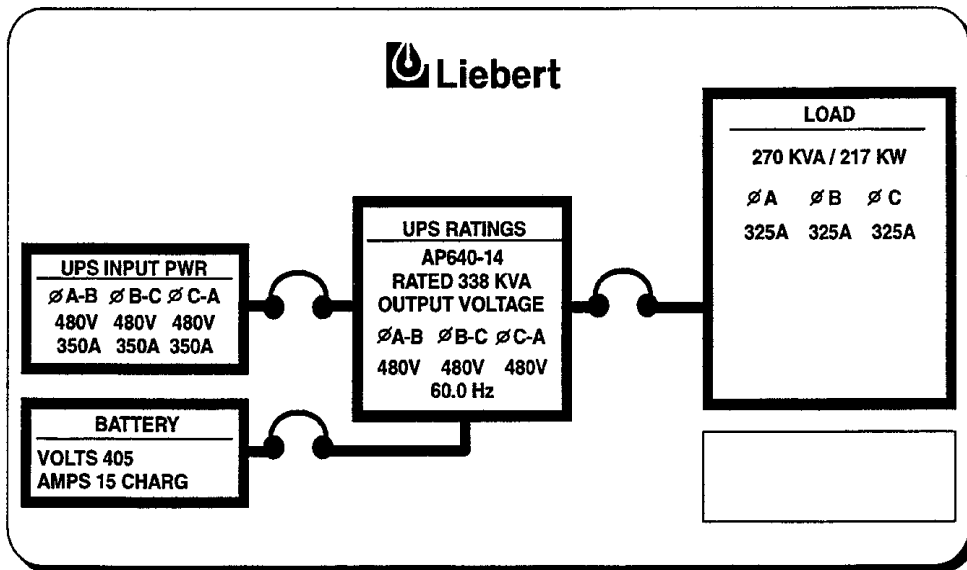 Liebert
UPS INPUT PWR
øA-B øB-C øC-A
480V 480V 480V
350A 350A 350A
BATTERY
VOLTS 405
AMPS 15 CHARG
UPS RATINGS
AP640-14
RATED 338 KVA
OUTPUT VOLTAGE
øA-B øB-C øC-A
480V 480V 480V
60.0 Hz
LOAD
270 KVA / 217 KW
øA øB øC
325A 325A 325A